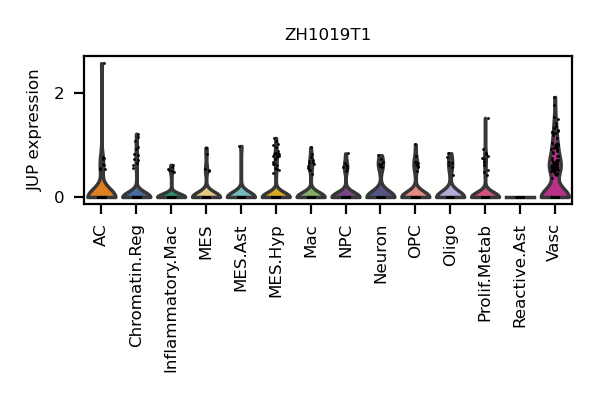 ZH1019T1
JUP expression
2
0
AC
Chromatin.Reg
Inflammatory.Mac
MES
MES.Ast
MES.Hyp
Mac
NPC
Neuron
OPC
Oligo
Prolif.Metab
Reactive.Ast
Vasc